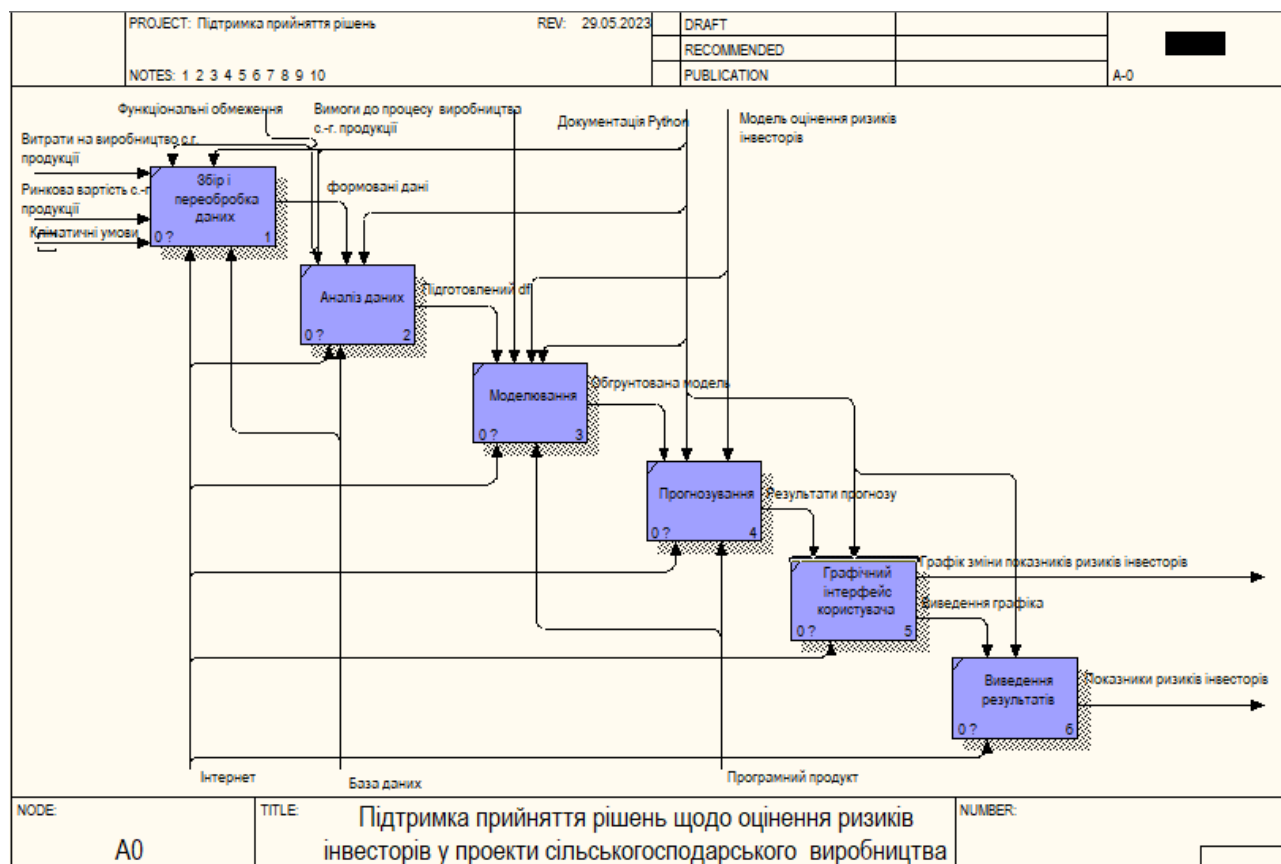 PROJECT: Підтримка прийняття рішень
REV: 29.05.2023
DRAFT
RECOMMENDED
NOTES: 1 2 3 4 5 6 7 8 9 10
PUBLICATION
A-0
Функціональні обмеження
Вимоги до процесу виробництва
с.-г. продукції
Документація Python
Модель оцінення ризиків
інвесторів
Витрати на виробництво с.г.
продукції
Ринкова вартість с.-г
продукції
Кліматичні умови
Збір і
переобробка
даних
0 ?
1
формовані дані
Аналіз даних
0 ?
2
Підготовлений df
Моделювання
0 ?
3
Обгрунтована модель
Прогнозування
0 ?
4
Результати прогнозу
Графічний
інтерфейс
користувача
0 ?
5
Графік зміни показників ризиків інвесторів
Виведення графіка
Виведення
результатів
0 ?
6
Показники ризиків інвесторів
Інтернет
База даних
Програмний продукт
NODE:
A0
TITLE:
Підтримка прийняття рішень щодо оцінення ризиків
інвесторів у проекти сільськогосподарського виробництва
NUMBER: